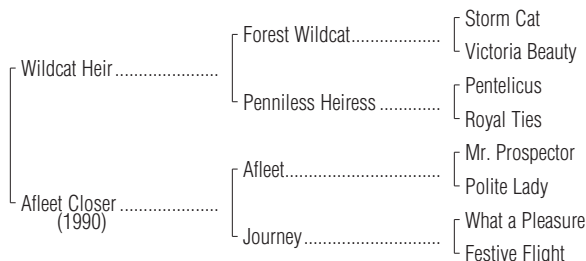 Storm Cat
Forest Wildcat....................
Victoria Beauty
Wildcat Heir.......................
Pentelicus
Penniless Heiress...............
Royal Ties
Mr. Prospector
Afleet..................................
Polite Lady
Afleet Closer......................
(1990)
What a Pleasure
Journey..............................
Festive Flight